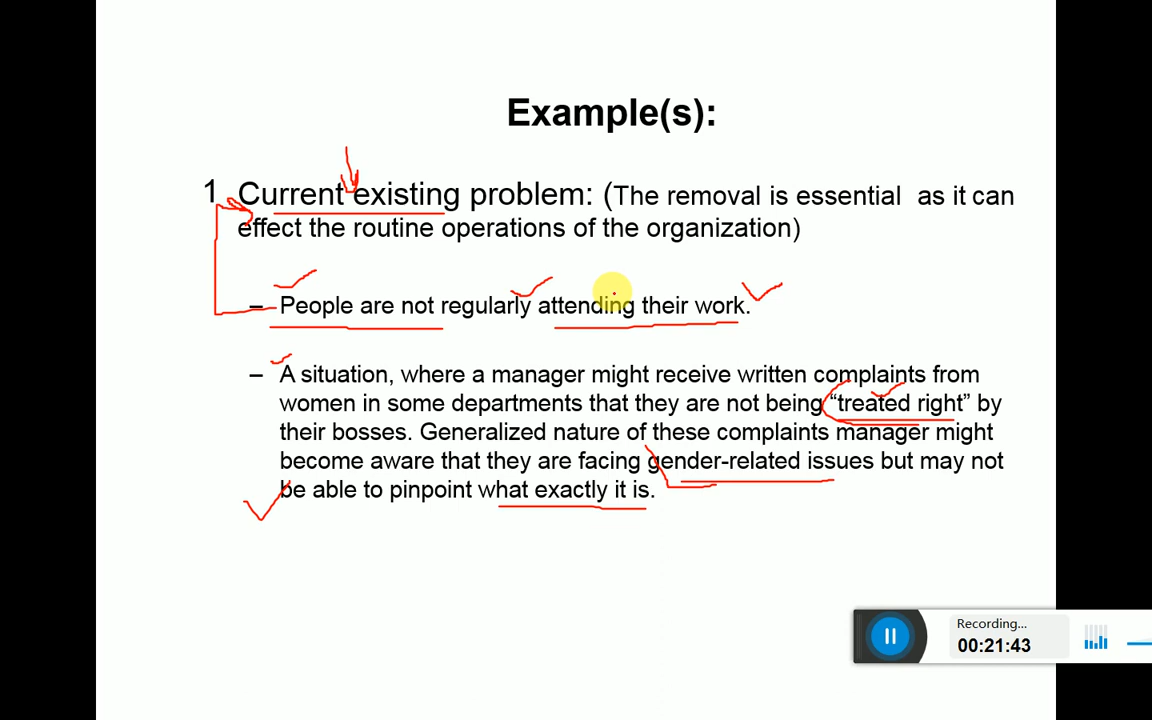 Example(s):
1. Current existing problem: (The removal is essential as it can
effect the routine operations of the organization)
– People are not regularly attending their work.
– A situation, where a manager might receive written complaints from
women in some departments that they are not being “treated right” by
their bosses. Generalized nature of these complaints manager might
become aware that they are facing gender-related issues but may not
be able to pinpoint what exactly it is.
Recording...
00:21:43